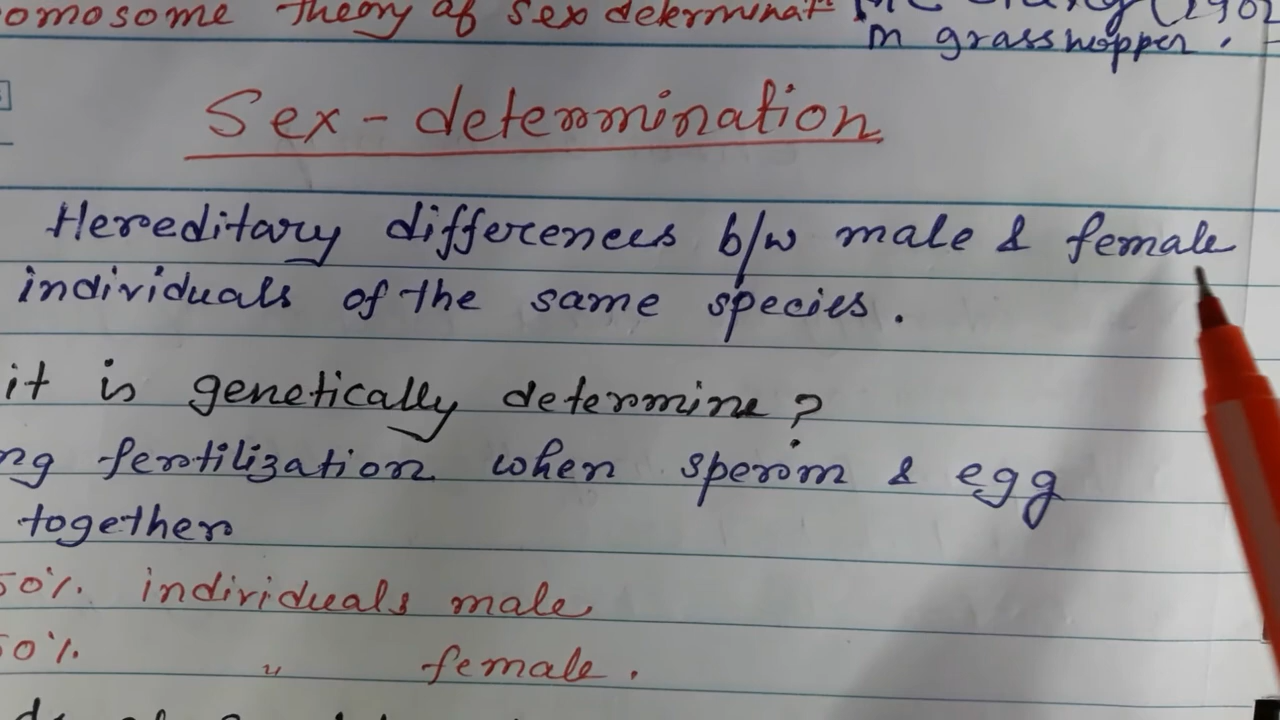 omosome theory of sex determinat
(190
in grasshopper.
Sex-determination
Hereditary differences b/w male & female
individuals of the same species.
it is genetically determine?
ng fertilization when sperm & egg
together
50%. individuals male
50%. " female.